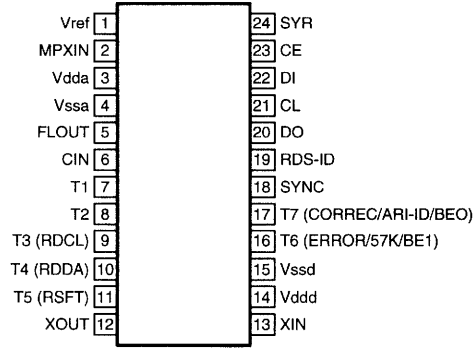 Vref 1 24 SYR
MPXIN 2 23 CE
Vdda 3 22 DI
Vssa 4 21 CL
FLOUT 5 20 DO
CIN 6 19 RDS-ID
T1 7 18 SYNC
T2 8 17 T7 (CORREC/ARI-ID/BEO)
T3 (RDCL) 9 16 T6 (ERROR/57K/BE1)
T4 (RDDA) 10 15 Vssd
T5 (RSFT) 11 14 Vddd
XOUT 12 13 XIN